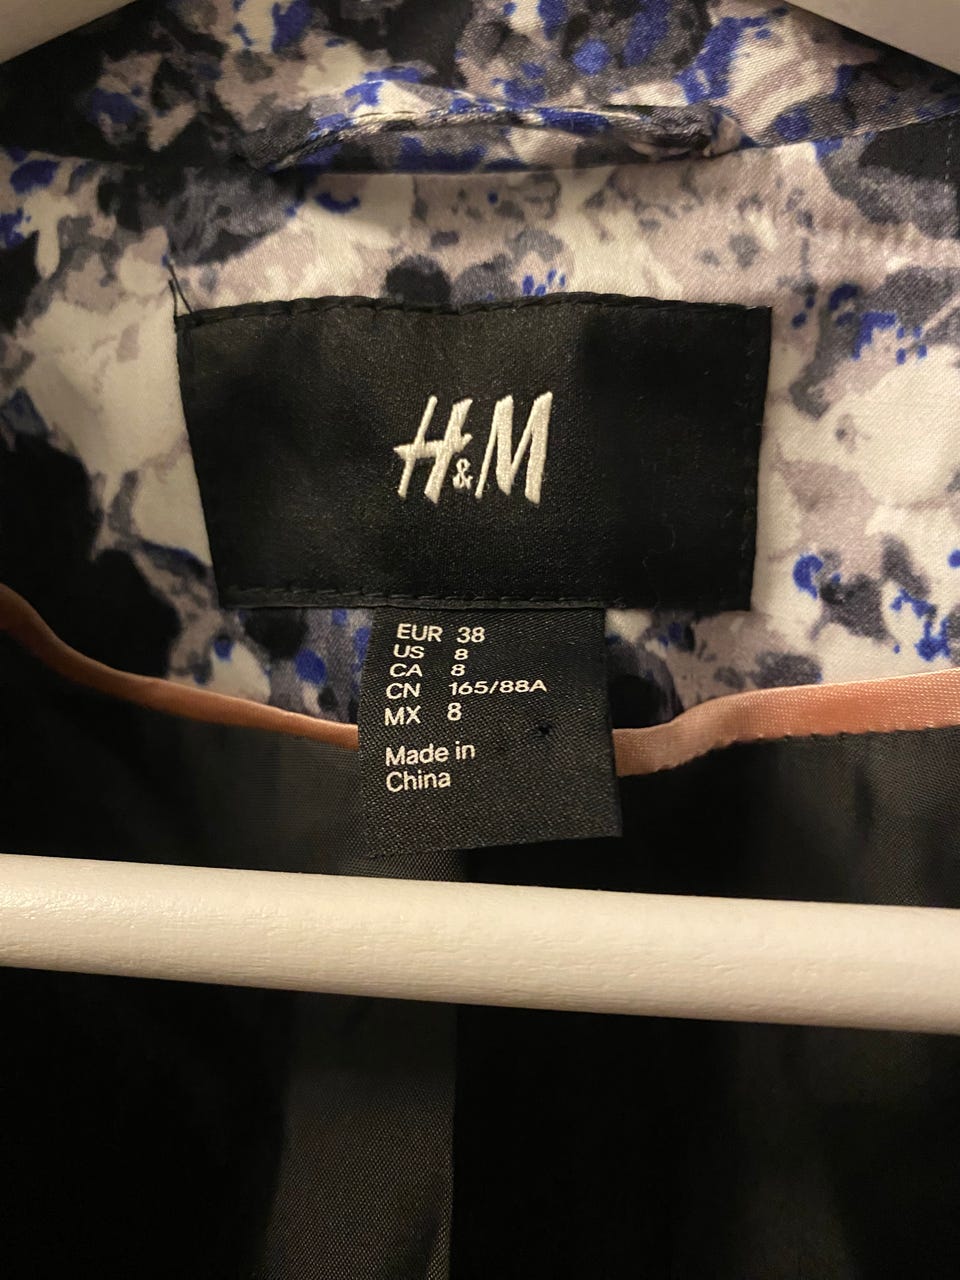 H&M
EUR 38
US 8
CA 8
CN 165/88A
MX 8
Made in
China